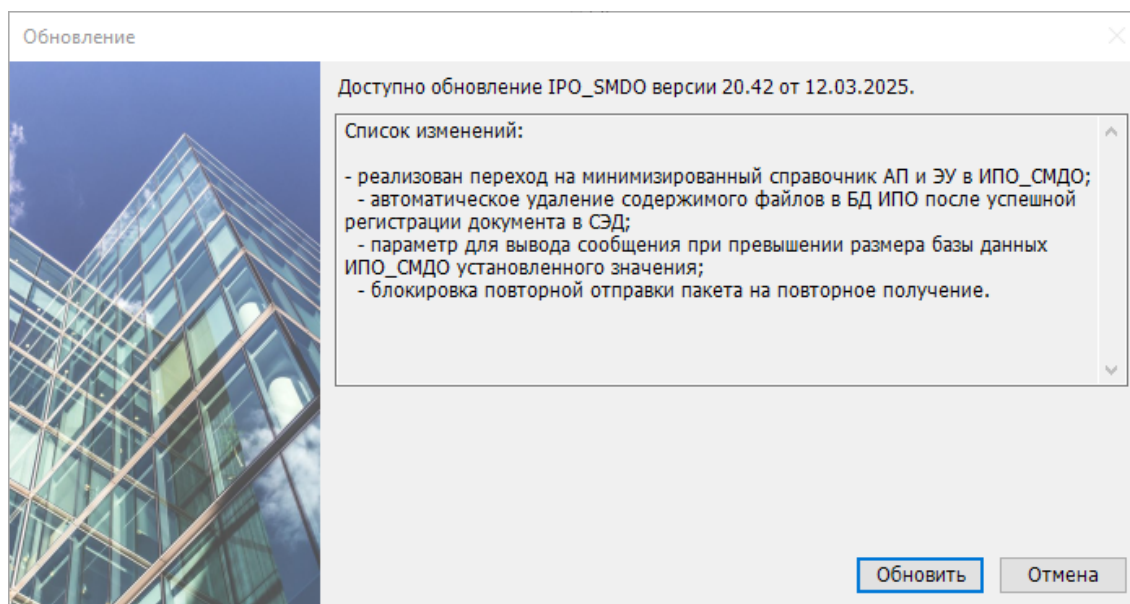 Обновление
Доступно обновление IPO_SMDO версии 20.42 от 12.03.2025.
Список изменений:
- реализован переход на минимизированный справочник АП и ЭУ в ИПО_СМДО;
- автоматическое удаление содержимого файлов в БД ИПО после успешной
регистрации документа в СЭД;
- параметр для вывода сообщения при превышении размера базы данных
ИПО_СМДО установленного значения;
- блокировка повторной отправки пакета на повторное получение.
Обновить
Отмена